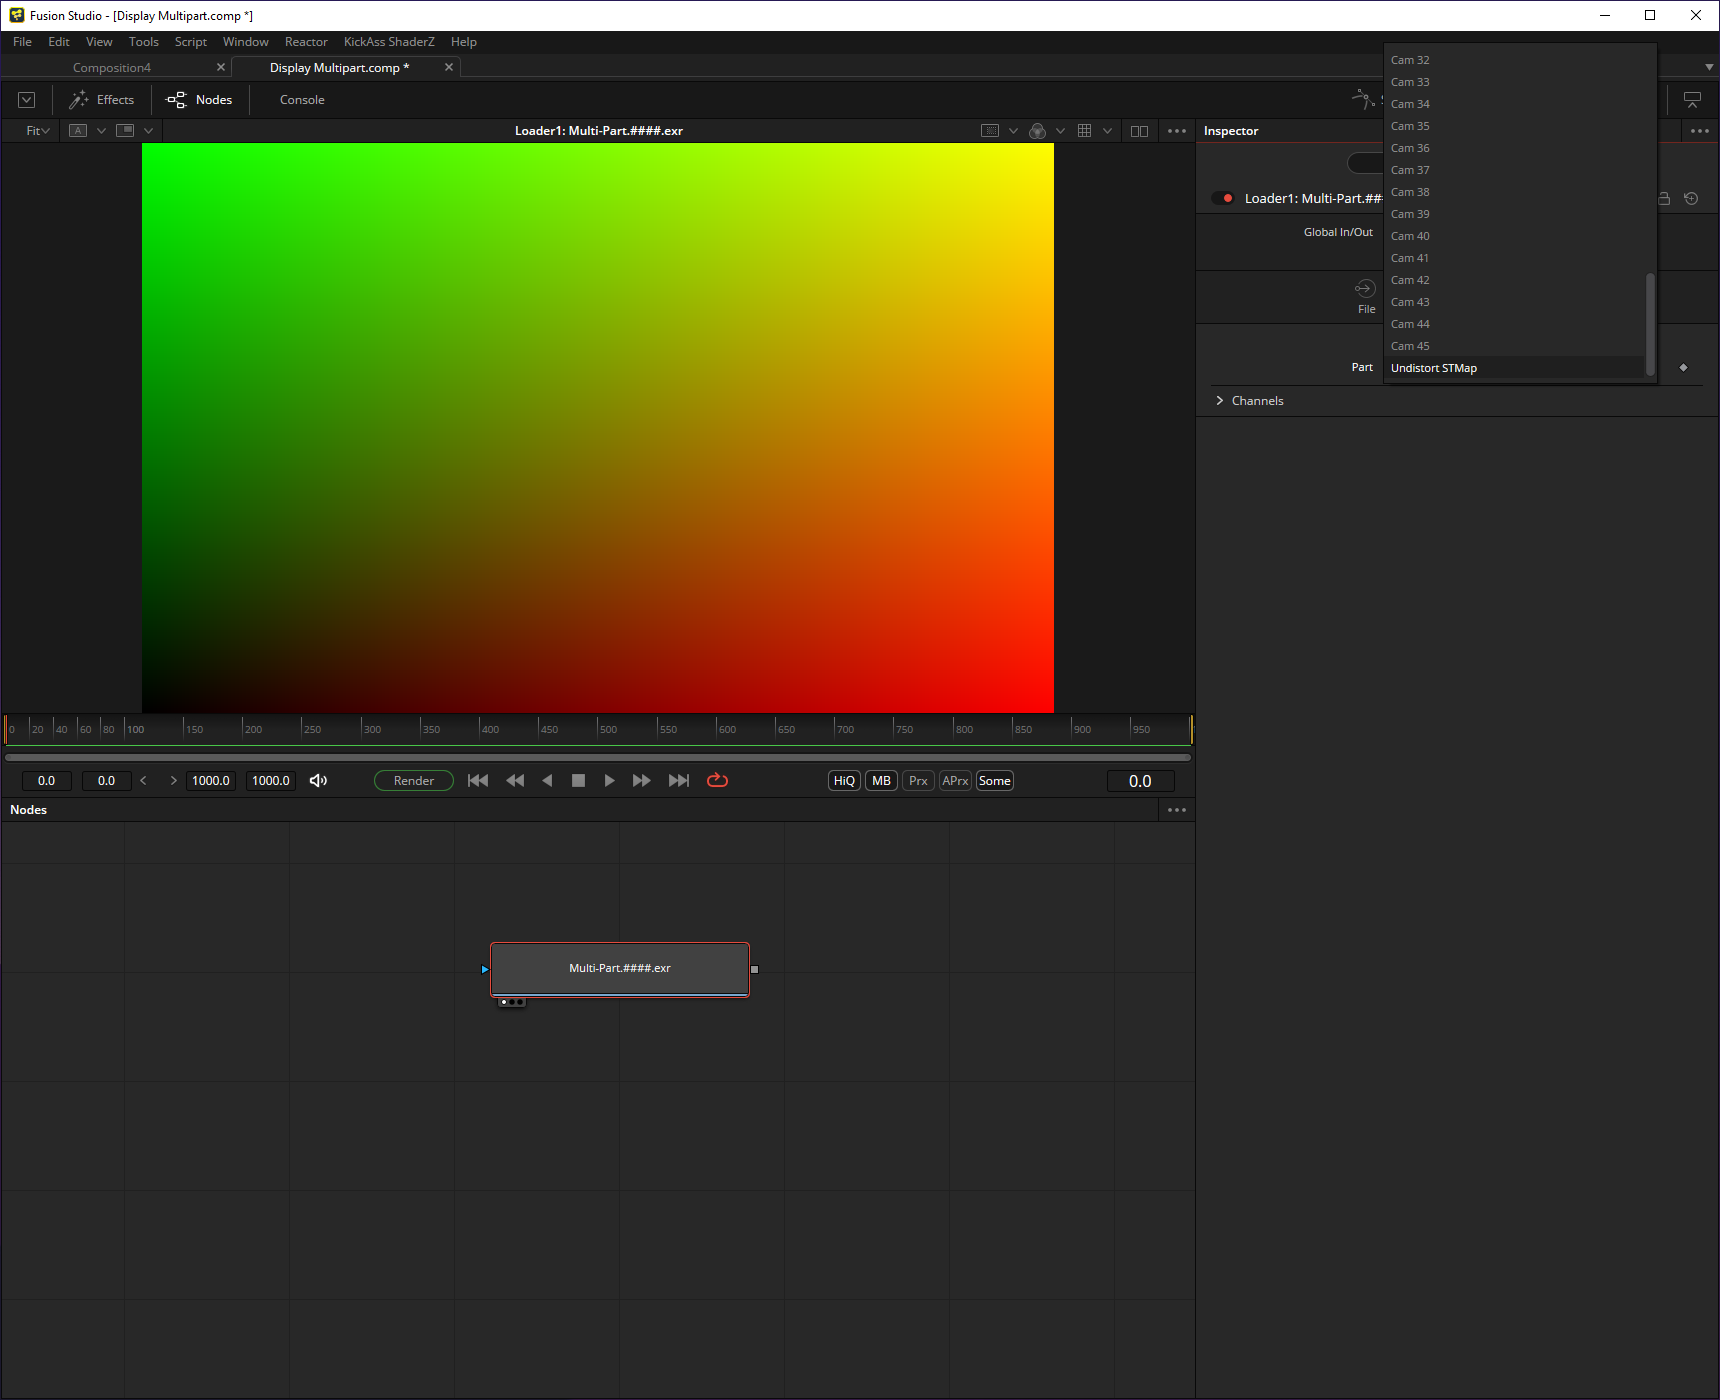 Fusion Studio - [Display Multipart.comp *]
File Edit View Tools Script Window Reactor KickAss ShaderZ Help
Composition4 Display Multipart.comp *
Effects Nodes Console
Fit A Loader1: Multi-Part.####.exr
Inspector
Loader1: Multi-Part.##
Global In/Out
File
Part
Channels
Cam 32
Cam 33
Cam 34
Cam 35
Cam 36
Cam 37
Cam 38
Cam 39
Cam 40
Cam 41
Cam 42
Cam 43
Cam 44
Cam 45
Undistort STMap
0 20 40 60 80 100 150 200 250 300 350 400 450 500 550 600 650 700 750 800 850 900 950
0.0 0.0 1000.0 1000.0 Render HiQ MB Prx APrx Some 0.0
Nodes
Multi-Part.####.exr